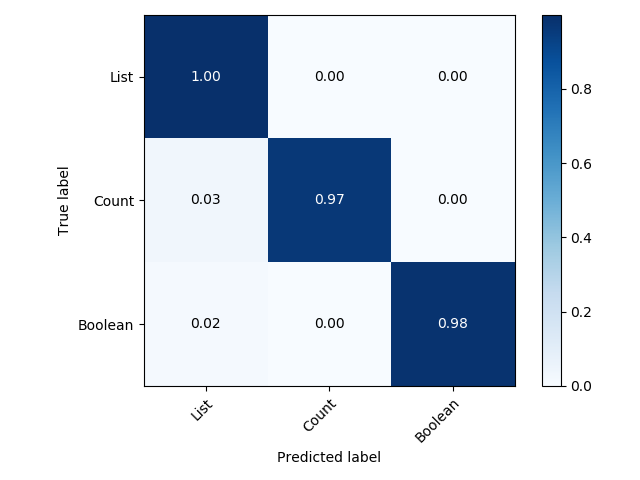 List 1.00 0.00 0.00
Count 0.03 0.97 0.00
Boolean 0.02 0.00 0.98
List Count Boolean
Predicted label
True label
0.8
0.6
0.4
0.2
0.0